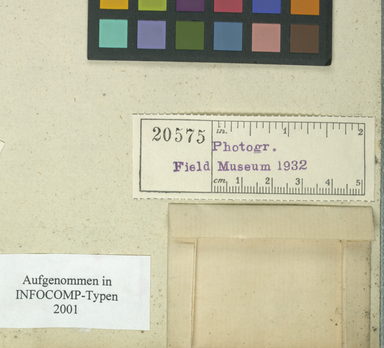 20575
in. 1 2
Photogr.
Field Museum 1932
cm 1 2 3 4 5
Aufgenommen in
INFOCOMP-Typen
2001